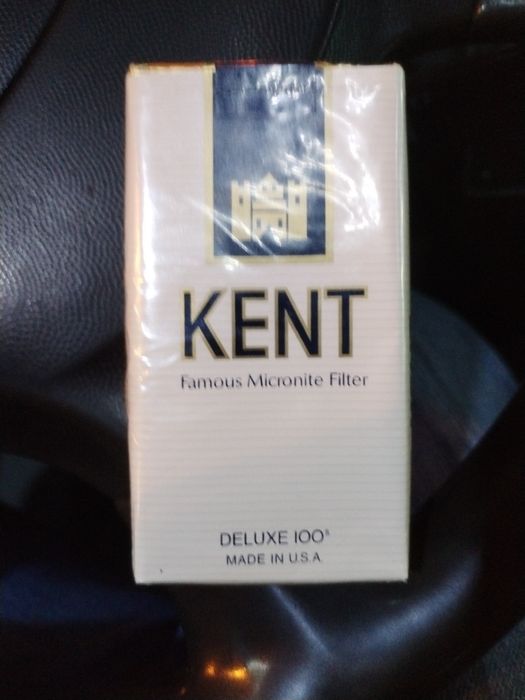 KENT
Famous Micronite Filter
DELUXE 100s
MADE IN U.S.A.